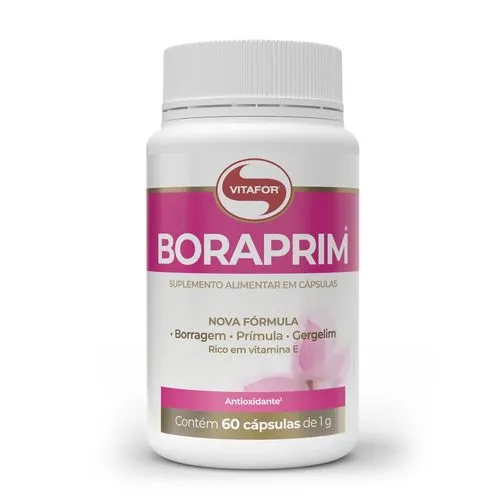 VITAFOR®
BORAPRIM®
SUPLEMENTO ALIMENTAR EM CÁPSULAS
NOVA FÓRMULA
• Borragem • Prímula • Gergelim
Rico em vitamina E
Antioxidante¹
Contém 60 cápsulas de 1 g